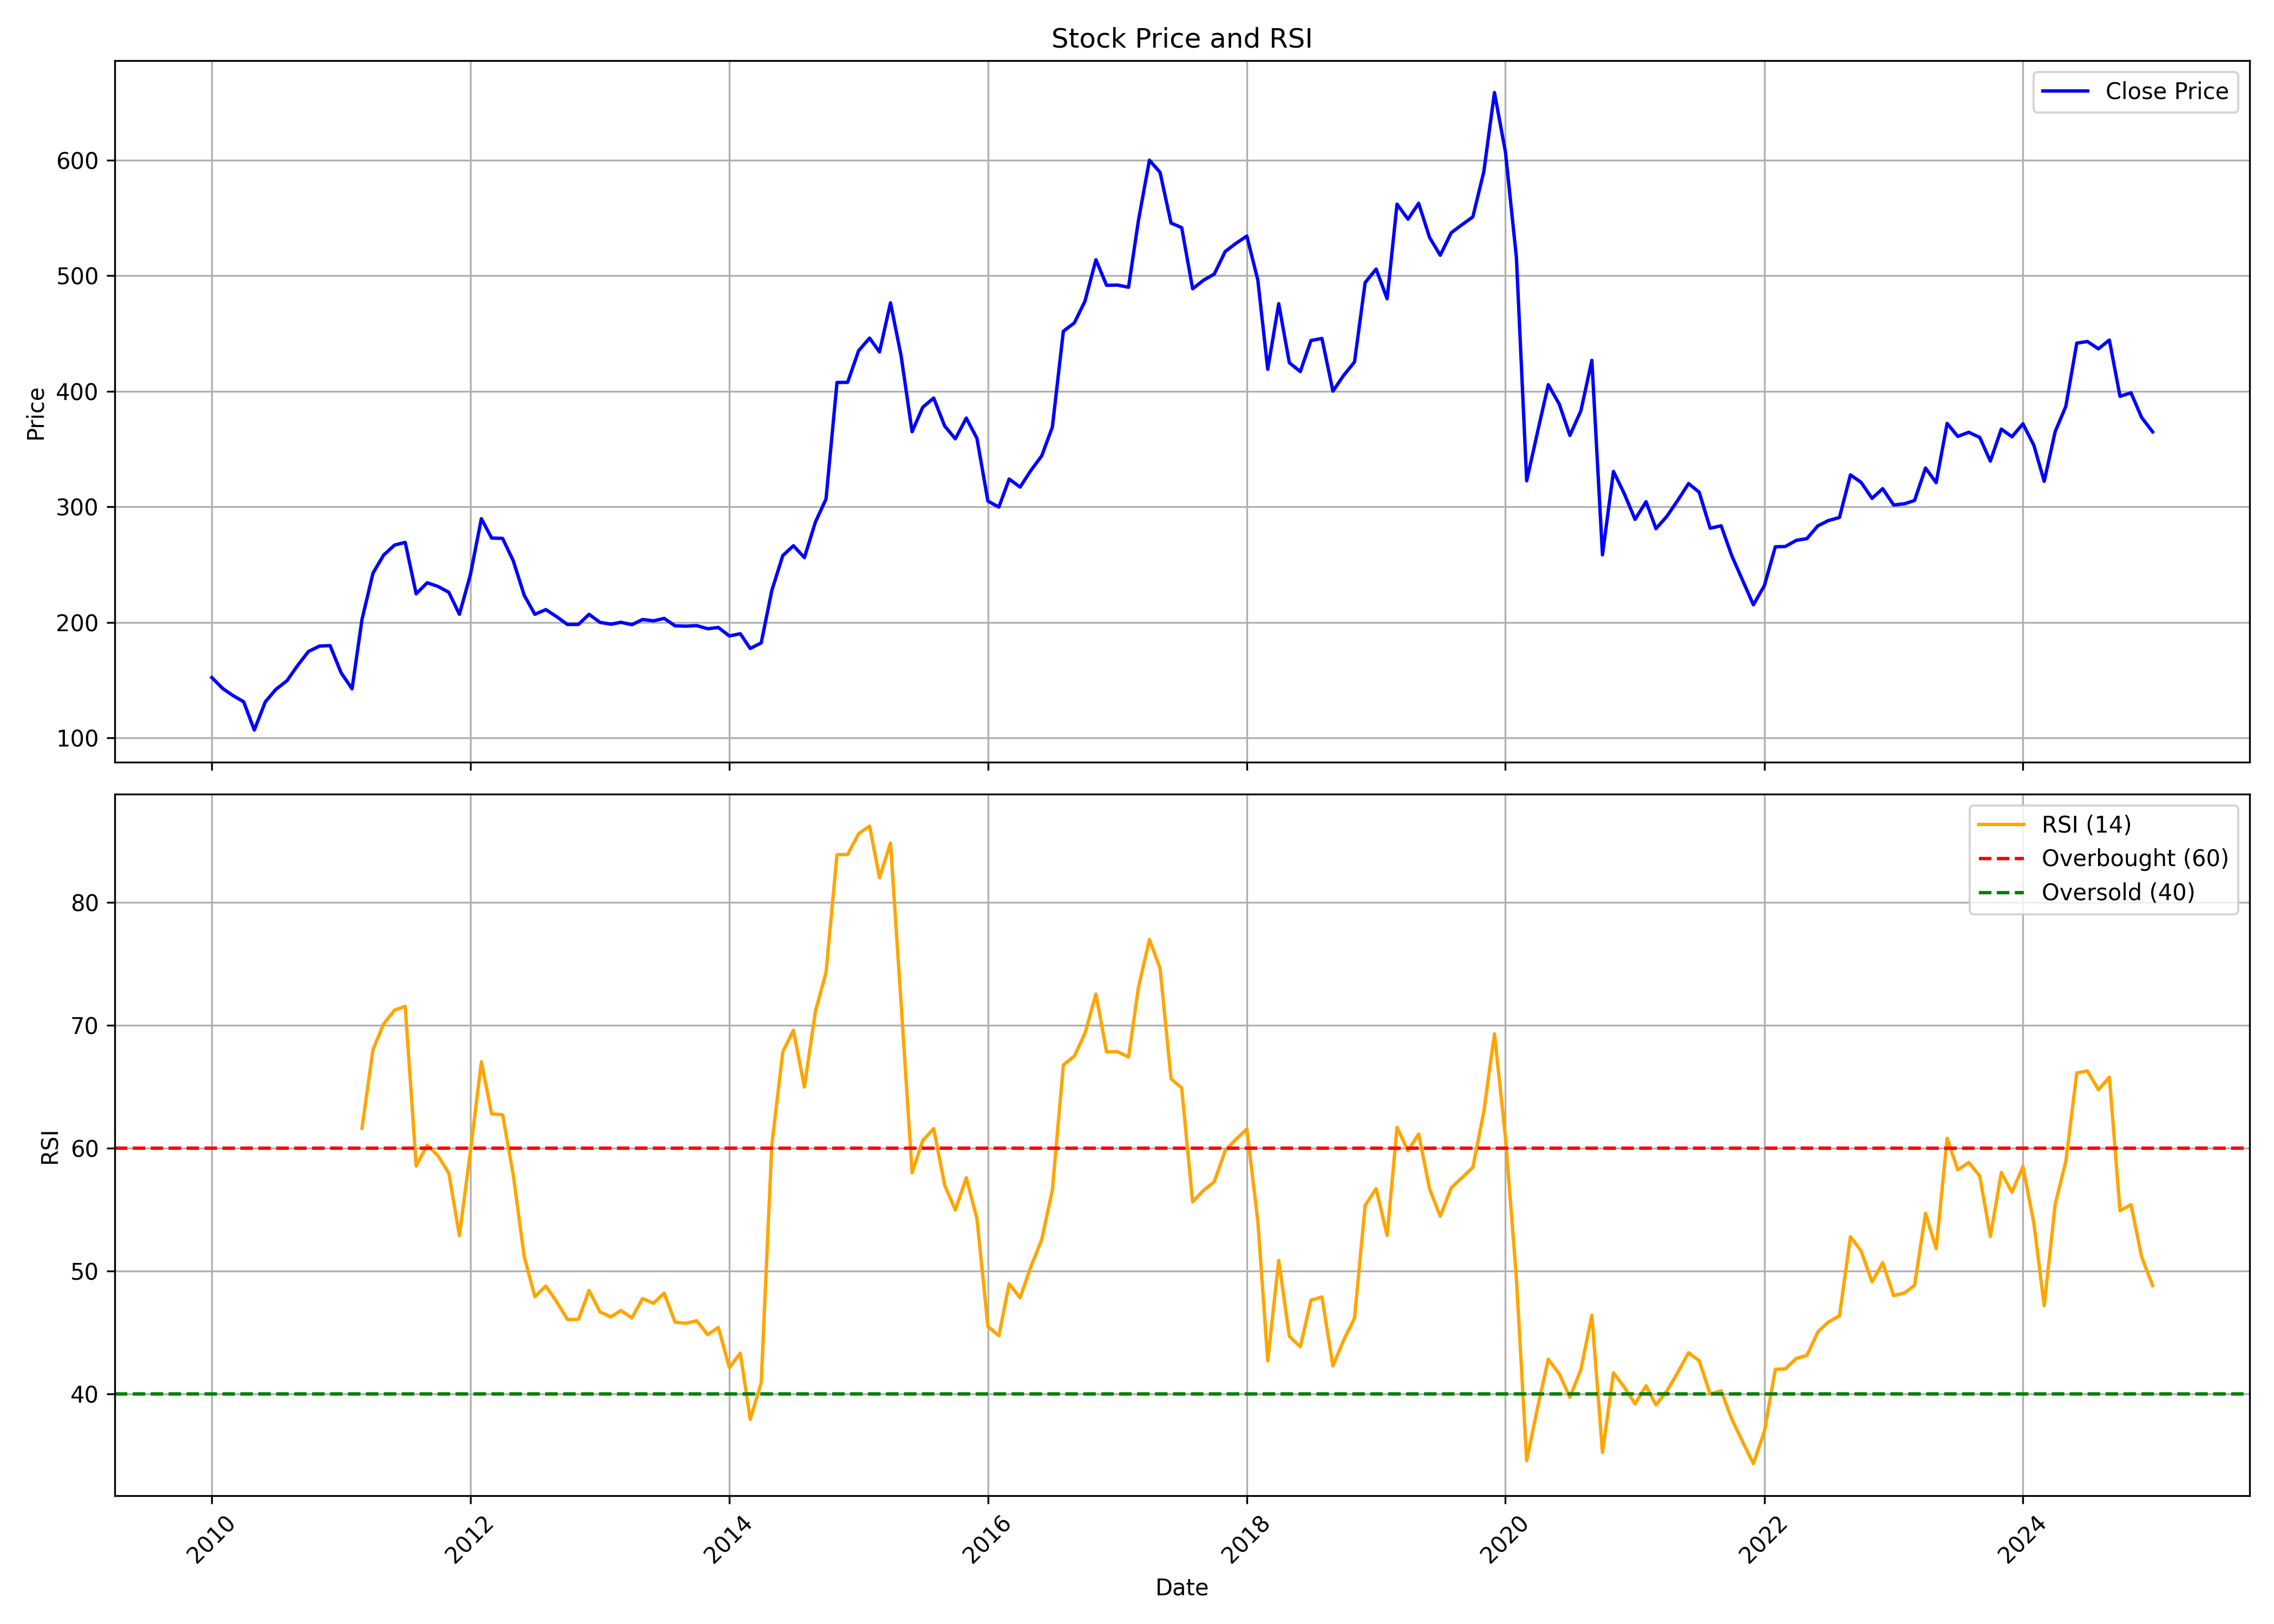 Stock Price and RSI
Close Price
Price
600
500
400
300
200
100
RSI (14)
Overbought (60)
Oversold (40)
RSI
80
70
60
50
40
2010
2012
2014
2016
2018
2020
2022
2024
Date